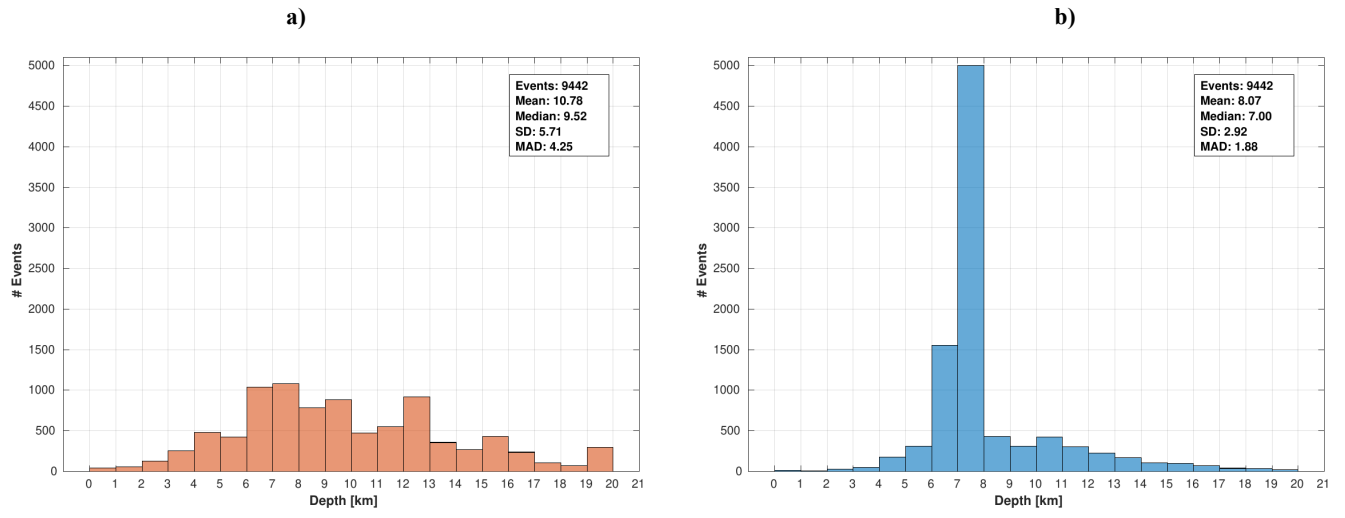 a)
5000
4500
4000
3500
3000
2500
2000
1500
1000
500
0
# Events
Events: 9442
Mean: 10.78
Median: 9.52
SD: 5.71
MAD: 4.25
0 1 2 3 4 5 6 7 8 9 10 11 12 13 14 15 16 17 18 19 20 21
Depth [km]
b)
5000
4500
4000
3500
3000
2500
2000
1500
1000
500
0
# Events
Events: 9442
Mean: 8.07
Median: 7.00
SD: 2.92
MAD: 1.88
0 1 2 3 4 5 6 7 8 9 10 11 12 13 14 15 16 17 18 19 20 21
Depth [km]